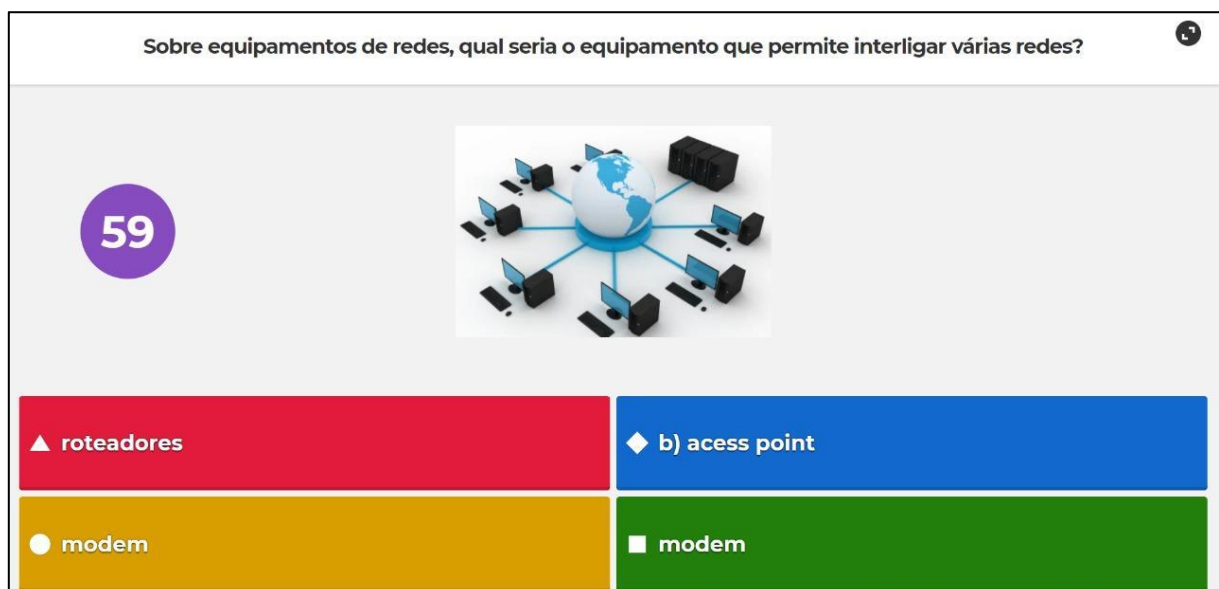 Sobre equipamentos de redes, qual seria o equipamento que permite interligar várias redes?
59
roteadores
b) acess point
modem
modem